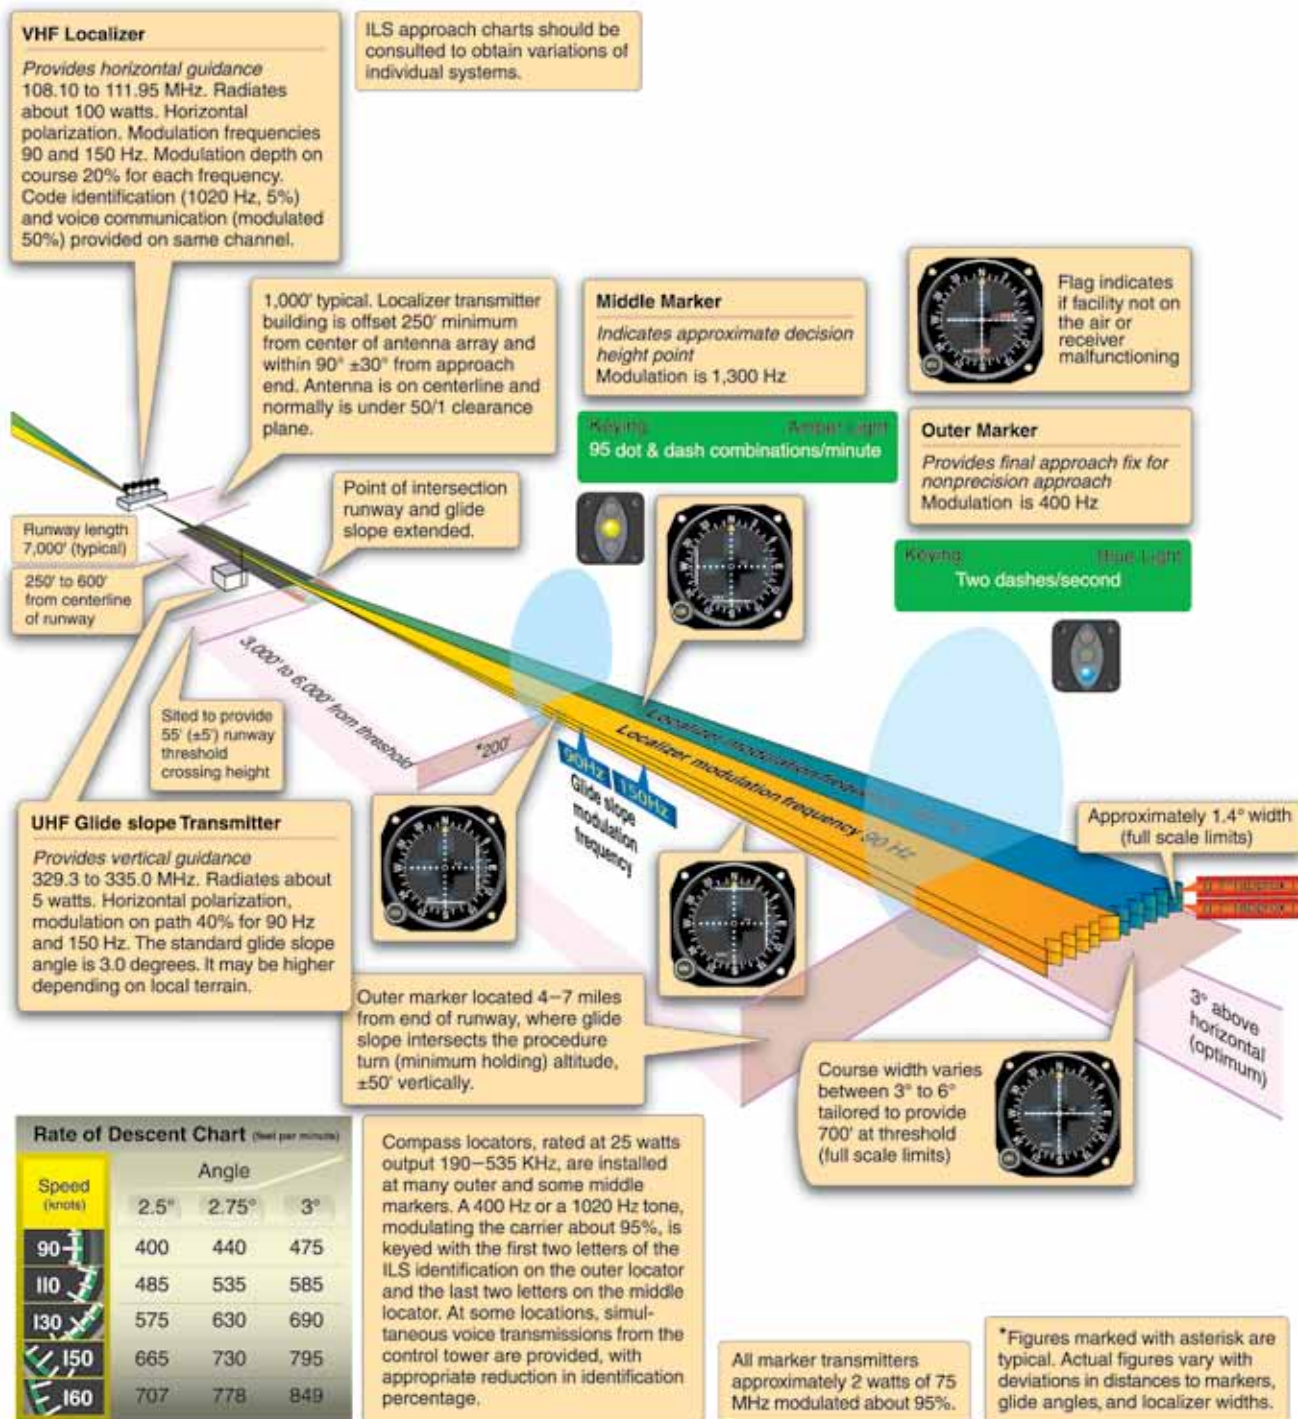 VHF Localizer
Provides horizontal guidance
108.10 to 111.95 MHz. Radiates
about 100 watts. Horizontal
polarization. Modulation frequencies
90 and 150 Hz. Modulation depth on
course 20% for each frequency.
Code identification (1020 Hz, 5%)
and voice communication (modulated
50%) provided on same channel.
ILS approach charts should be
consulted to obtain variations of
individual systems.
1,000' typical. Localizer transmitter
building is offset 250' minimum
from center of antenna array and
within 90° ±30° from approach
end. Antenna is on centerline and
normally is under 50/1 clearance
plane.
Middle Marker
Indicates approximate decision
height point
Modulation is 1,300 Hz
Keying Amber Light
95 dot & dash combinations/minute
Flag indicates
if facility not on
the air or
receiver
malfunctioning
Outer Marker
Provides final approach fix for
nonprecision approach
Modulation is 400 Hz
Keying Blue Light
Two dashes/second
Point of intersection
runway and glide
slope extended.
Runway length
7,000' (typical)
250' to 600'
from centerline
of runway
3,000' to 6,000' from threshold
Sited to provide
55' (±5') runway
threshold
crossing height
*200'
90Hz 150Hz
Glide slope
modulation
frequency
Localizer modulation frequency
Localizer modulation frequency 90 Hz
Approximately 1.4° width
(full scale limits)
UHF Glide slope Transmitter
Provides vertical guidance
329.3 to 335.0 MHz. Radiates about
5 watts. Horizontal polarization,
modulation on path 40% for 90 Hz
and 150 Hz. The standard glide slope
angle is 3.0 degrees. It may be higher
depending on local terrain.
Outer marker located 4–7 miles
from end of runway, where glide
slope intersects the procedure
turn (minimum holding) altitude,
±50' vertically.
3° above
horizontal
(optimum)
Course width varies
between 3° to 6°
tailored to provide
700' at threshold
(full scale limits)
Rate of Descent Chart (feet per minute)
Speed
(knots)
Angle
2.5° 2.75° 3°
90 400 440 475
110 485 535 585
130 575 630 690
150 665 730 795
160 707 778 849
Compass locators, rated at 25 watts
output 190–535 KHz, are installed
at many outer and some middle
markers. A 400 Hz or a 1020 Hz tone,
modulating the carrier about 95%, is
keyed with the first two letters of the
ILS identification on the outer locator
and the last two letters on the middle
locator. At some locations, simul-
taneous voice transmissions from the
control tower are provided, with
appropriate reduction in identification
percentage.
All marker transmitters
approximately 2 watts of 75
MHz modulated about 95%.
*Figures marked with asterisk are
typical. Actual figures vary with
deviations in distances to markers,
glide angles, and localizer widths.